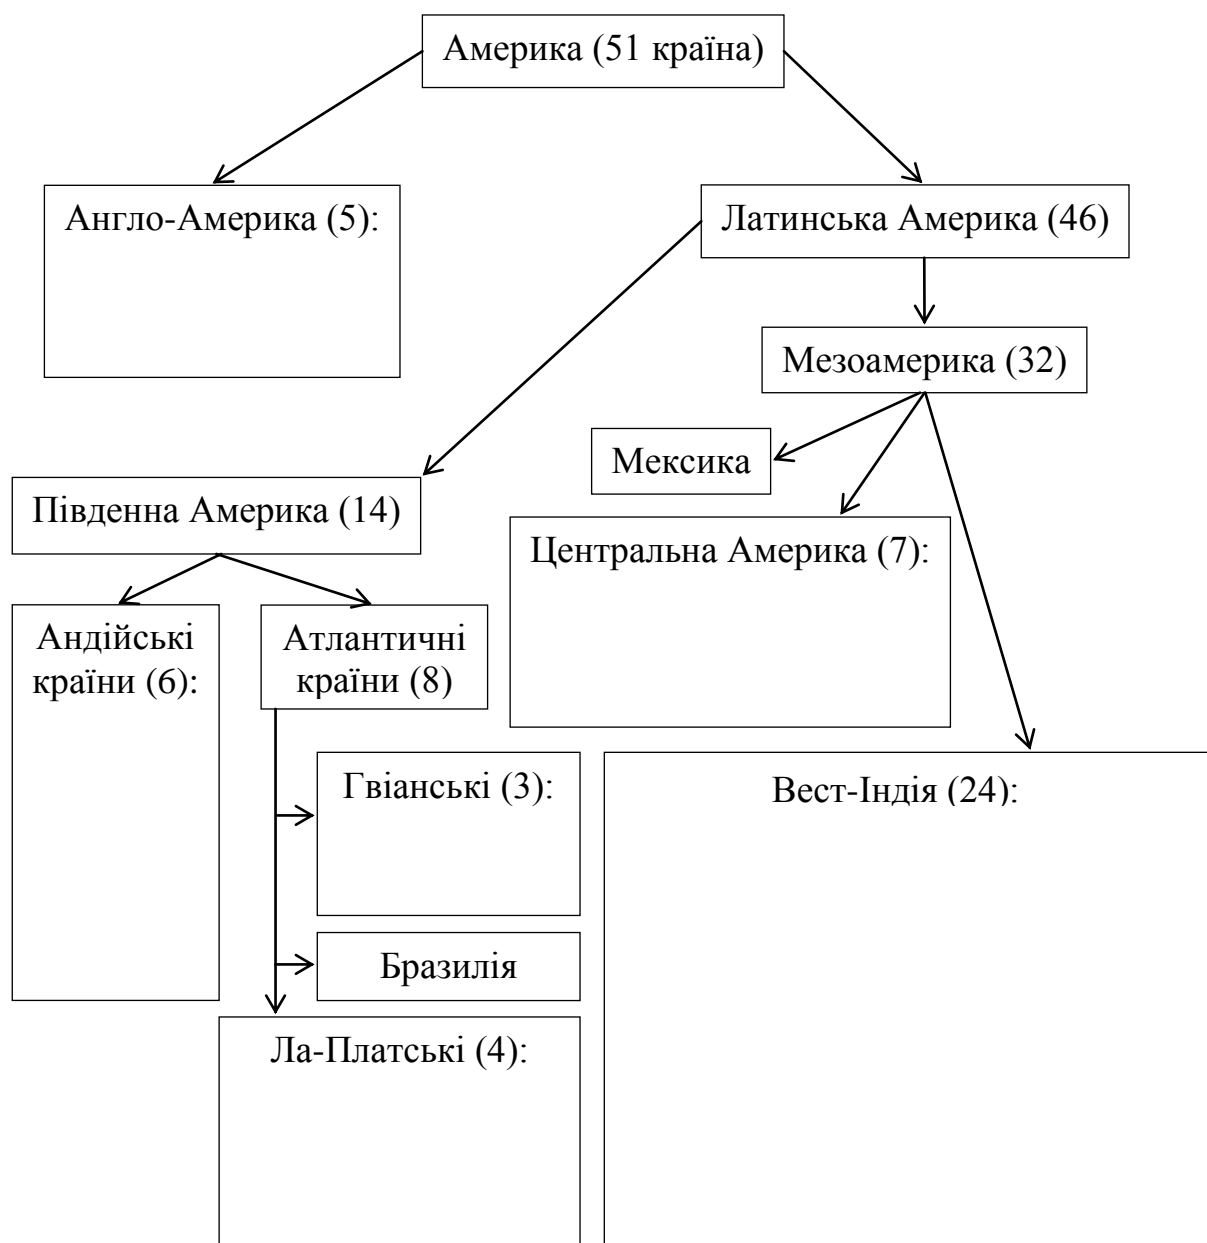 Америка (51 країна)
Англо-Америка (5):
Латинська Америка (46)
Мезоамерика (32)
Мексика
Південна Америка (14)
Центральна Америка (7):
Андійські
країни (6):
Атлантичні
країни (8)
Гвіанські (3):
Вест-Індія (24):
Бразилія
Ла-Платські (4):